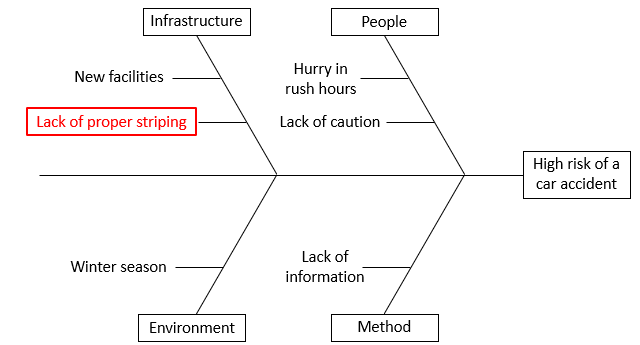 Infrastructure
People
New facilities
Hurry in
rush hours
Lack of proper striping
Lack of caution
High risk of a
car accident
Winter season
Lack of
information
Environment
Method